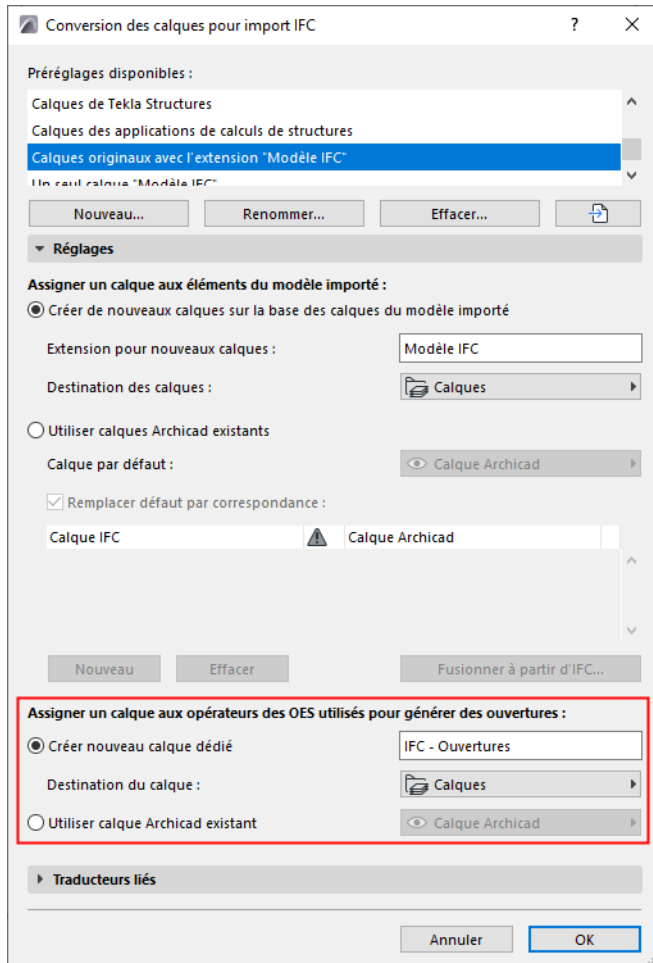 Conversion des calques pour import IFC
Préréglages disponibles :
Calques de Tekla Structures
Calques des applications de calculs de structures
Calques originaux avec l'extension "Modèle IFC"
Un seul calque "Modèle IFC"
Nouveau... Renommer... Effacer...
Réglages
Assigner un calque aux éléments du modèle importé :
Créer de nouveaux calques sur la base des calques du modèle importé
Extension pour nouveaux calques : Modèle IFC
Destination des calques : Calques
Utiliser calques Archicad existants
Calque par défaut : Calque Archicad
Remplacer défaut par correspondance :
Calque IFC Calque Archicad
Nouveau Effacer Fusionner à partir d'IFC...
Assigner un calque aux opérateurs des OES utilisés pour générer des ouvertures :
Créer nouveau calque dédié IFC - Ouvertures
Destination du calque : Calques
Utiliser calque Archicad existant Calque Archicad
Traducteurs liés
Annuler OK